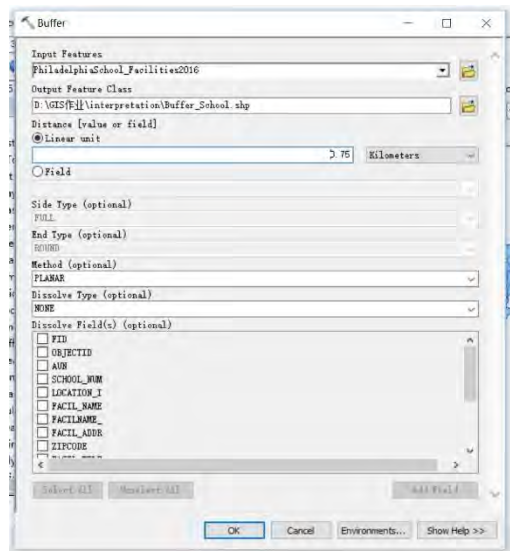 Buffer
Input Features
PhiladelphiaSchool_Facilities2016
Output Feature Class
D:\GIS作业\interpretation\Buffer_School.shp
Distance [value or field]
Linear unit
0.75 Kilometers
Field
Side Type (optional)
FULL
End Type (optional)
ROUND
Method (optional)
PLANAR
Dissolve Type (optional)
NONE
Dissolve Field(s) (optional)
FID
OBJECTID
AUN
SCHOOL_NUM
LOCATION_I
FACIL_NAME
FACILNAME_
FACIL_ADDR
ZIPCODE
Select All Unselect All Add Field
OK Cancel Environments... Show Help >>